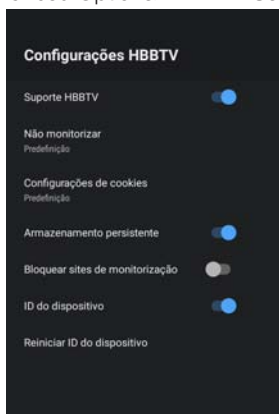 Configurações HBBTV
Suporte HBBTV
Não monitorizar
Predefinição
Configurações de cookies
Predefinição
Armazenamento persistente
Bloquear sites de monitorização
ID do dispositivo
Reiniciar ID do dispositivo